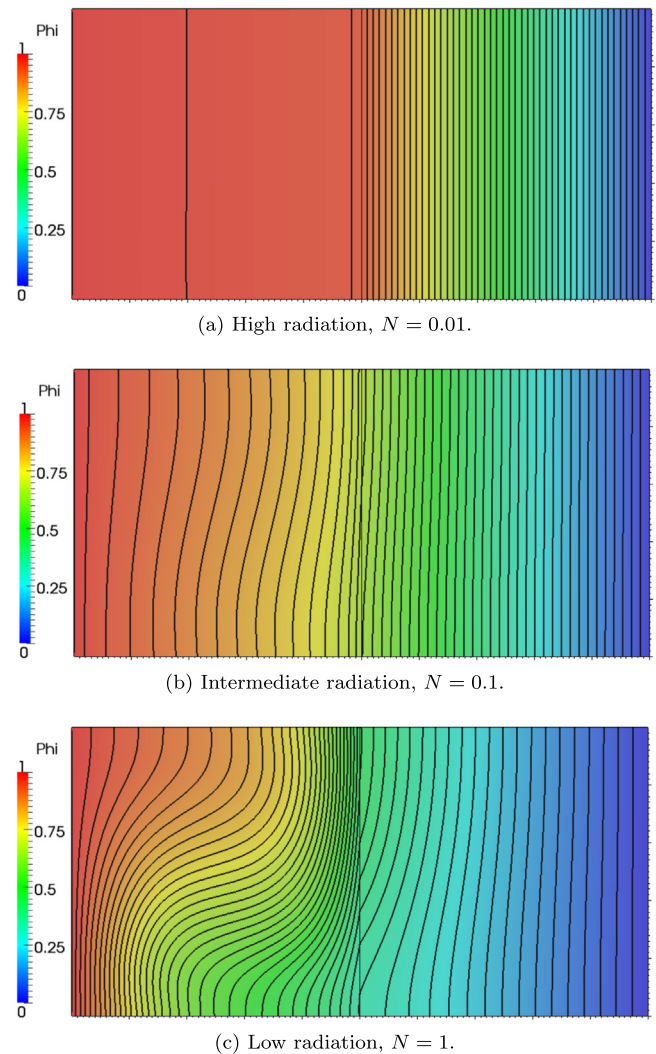 Phi
1
0.75
0.5
0.25
0
(a) High radiation, N = 0.01.
Phi
1
0.75
0.5
0.25
0
(b) Intermediate radiation, N = 0.1.
Phi
1
0.75
0.5
0.25
0
(c) Low radiation, N = 1.